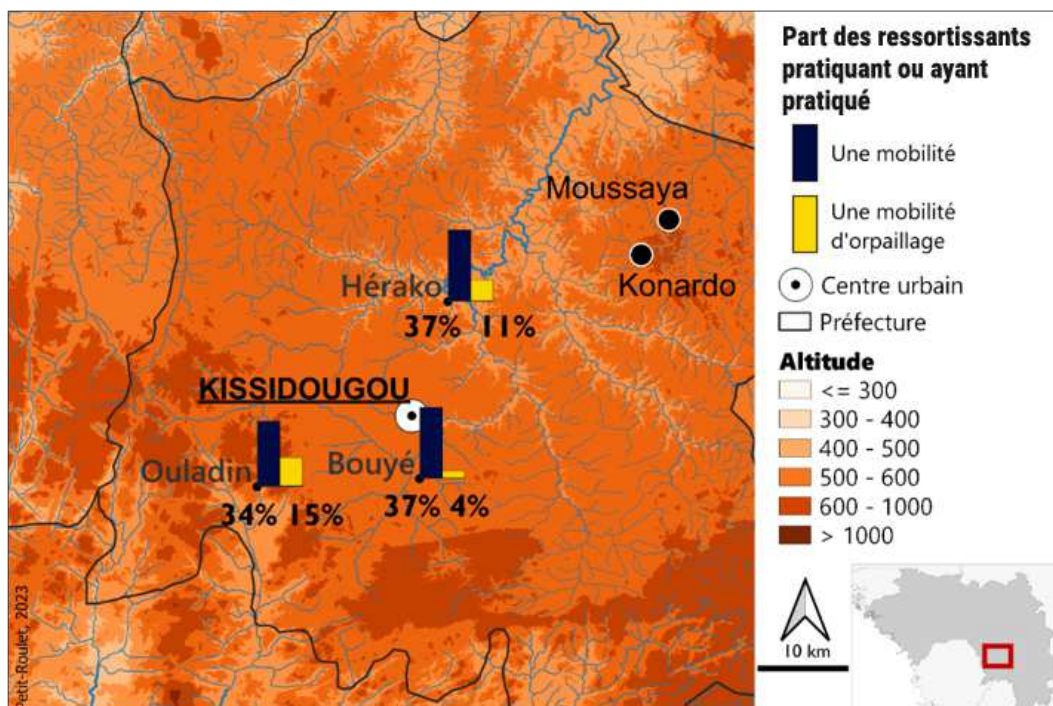 Part des ressortissants
pratiquant ou ayant
pratiqué
Une mobilité
Une mobilité
d'orpaillage
Centre urbain
Préfecture
Altitude
<= 300
300 - 400
400 - 500
500 - 600
600 - 1000
> 1000
10 km
Moussaya
Konardo
Hérako
37% 11%
KISSIDOUGOU
Ouladin
34% 15%
Bouyé
37% 4%
Petit-Roulet, 2023